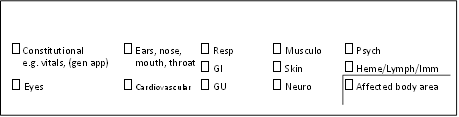 ☐ Constitutional ☐ Ears, nose, ☐ Resp ☐ Musculo ☐ Psych
e.g. vitals, (gen app) mouth, throat ☐ GI ☐ Skin ☐ Heme/Lymph/Imm
☐ Eyes ☐ Cardiovascular ☐ GU ☐ Neuro ☐ Affected body area